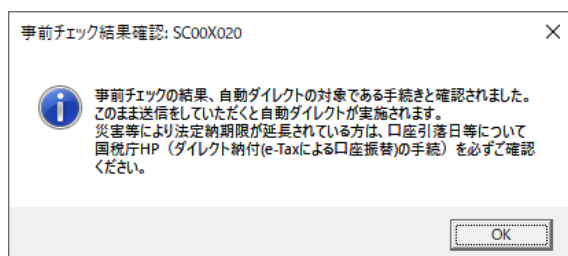 事前チェック結果確認: SC00X020
事前チェックの結果、自動ダイレクトの対象である手続きと確認されました。
このまま送信をしていただくと自動ダイレクトが実施されます。
災害等により法定納期限が延長されている方は、口座引落日等について
国税庁HP（ダイレクト納付(e-Taxによる口座振替)の手続）を必ずご確認
ください。
OK